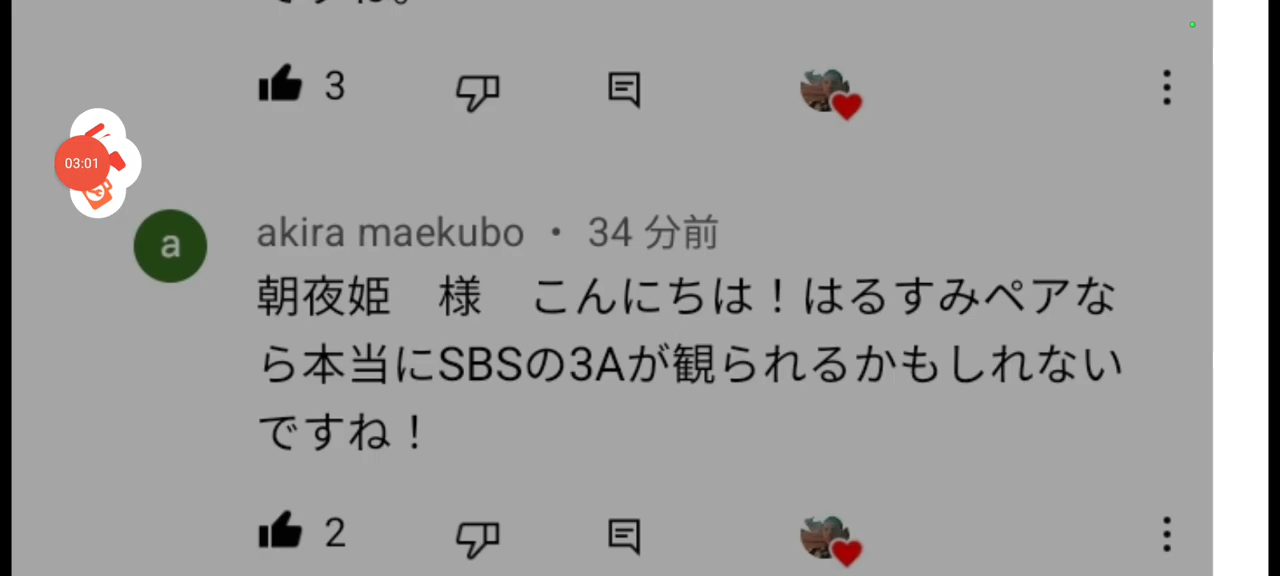 3
03:01
a
akira maekubo ・ 34 分前
朝夜姫　様　こんにちは！はるすみペアな
ら本当にSBSの3Aが観られるかもしれない
ですね！
2